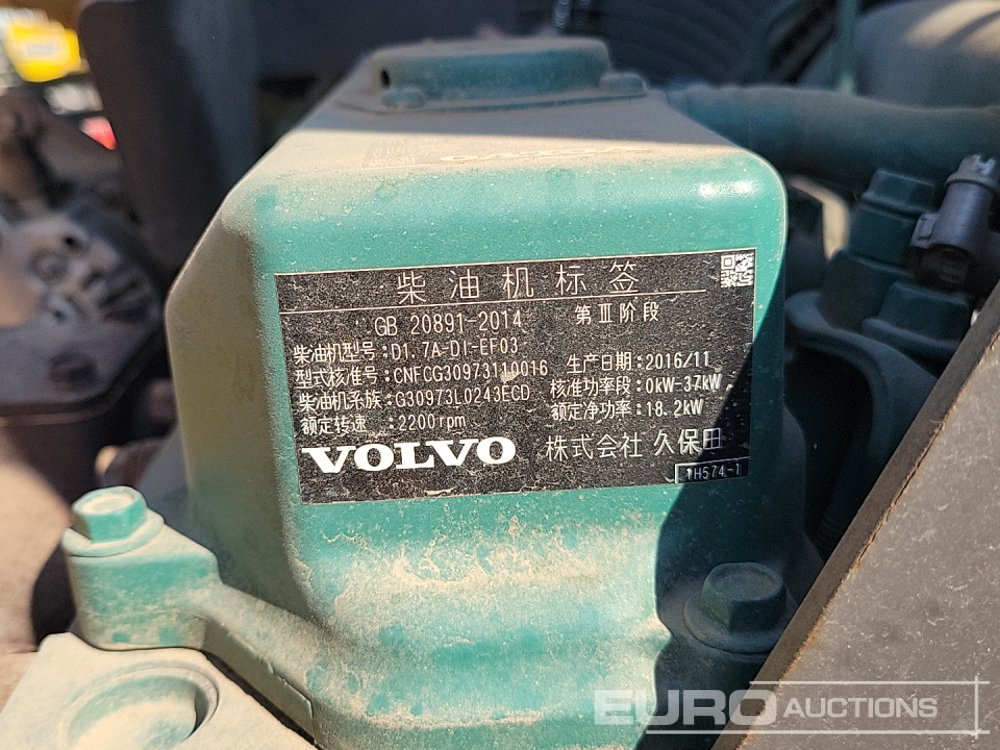 柴油机标签
GB 20891-2014 第Ⅲ阶段
柴油机型号:D1.7A-D1-EF03 生产日期:2016/11
型式核准号:CNFCG30973110016 核准功率段:0kW-37kW
柴油机系族:G30973L0243ECD 额定净功率:18.2kW
额定转速 :2200rpm
VOLVO 株式会社 久保田
1H574-1
EURO AUCTIONS